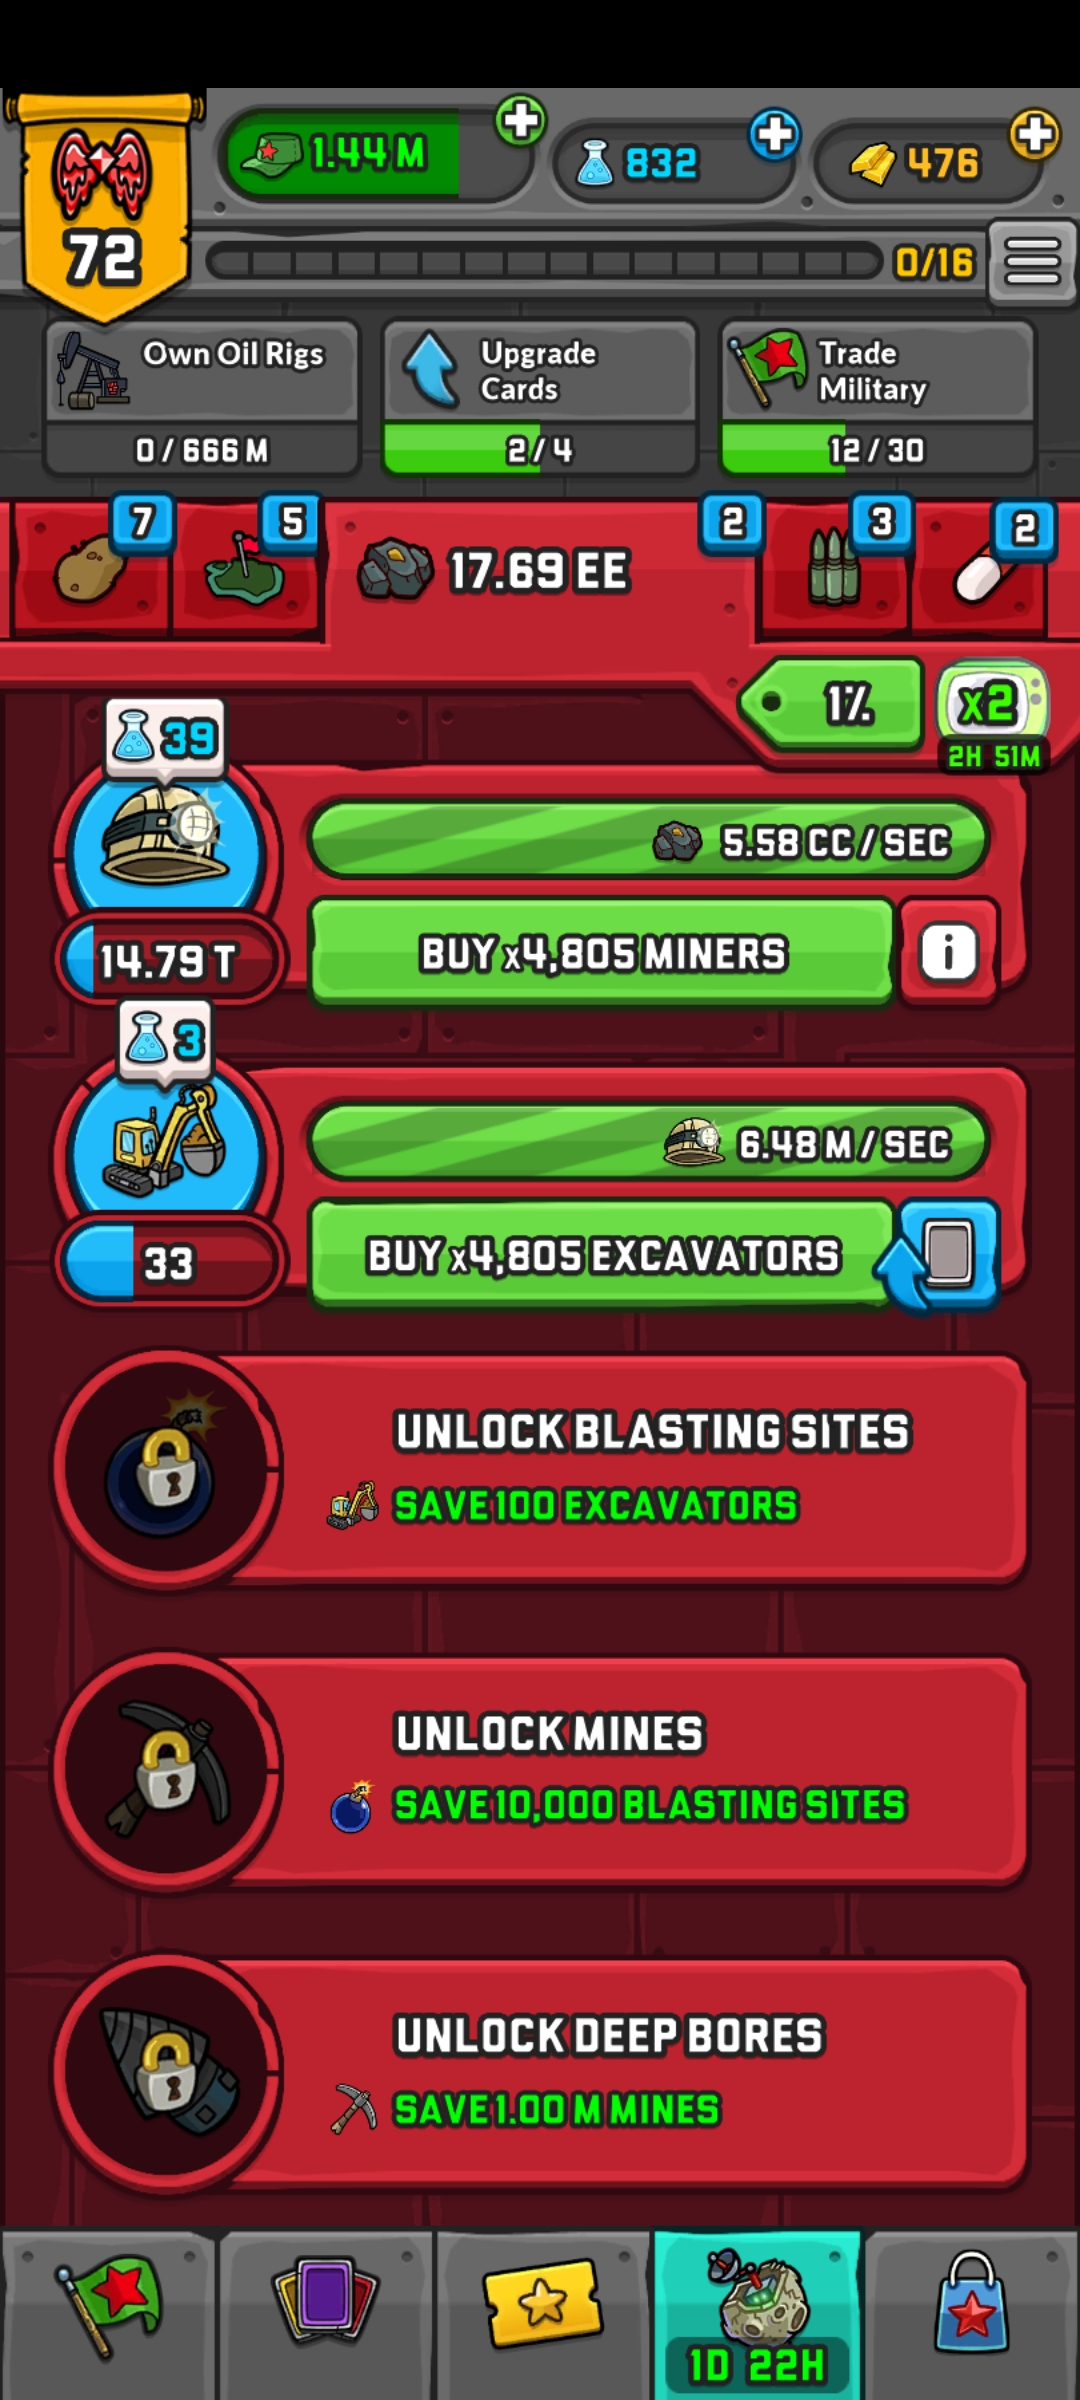 1.44 M
832
476
72
0/16
Own Oil Rigs
0 / 666 M
Upgrade
Cards
2 / 4
Trade
Military
12 / 30
7
5
17.69 EE
2
3
2
1%
x2
2H 51M
39
5.58 CC / SEC
14.79 T
BUY x4,805 MINERS
i
3
6.48 M / SEC
33
BUY x4,805 EXCAVATORS
UNLOCK BLASTING SITES
SAVE 100 EXCAVATORS
UNLOCK MINES
SAVE 10,000 BLASTING SITES
UNLOCK DEEP BORES
SAVE 1.00 M MINES
1D 22H